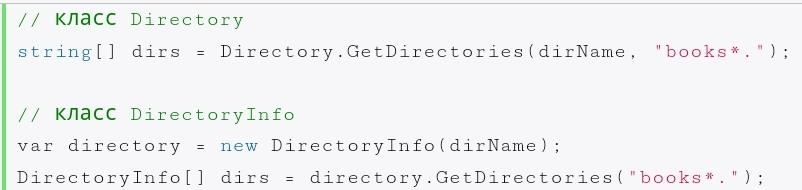 // класс Directory
string[] dirs = Directory.GetDirectories(dirName, "books*.");
// класс DirectoryInfo
var directory = new DirectoryInfo(dirName);
DirectoryInfo[] dirs = directory.GetDirectories("books*.");